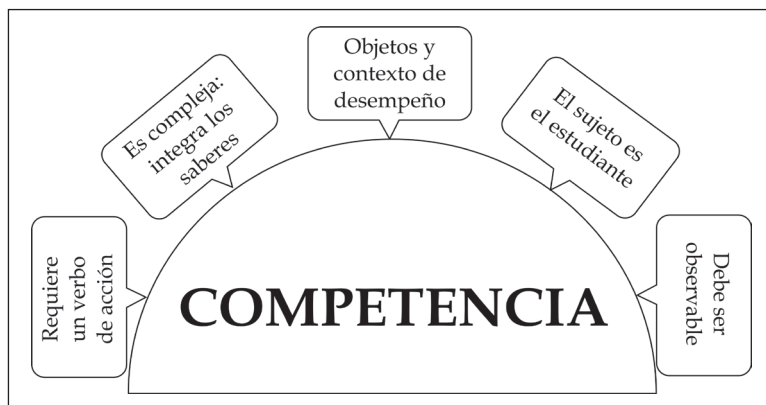 Requiere
un verbo
de acción
Es compleja:
integra los
saberes
Objetos y
contexto de
desempeño
El sujeto es
el estudiante
Debe ser
observable
COMPETENCIA